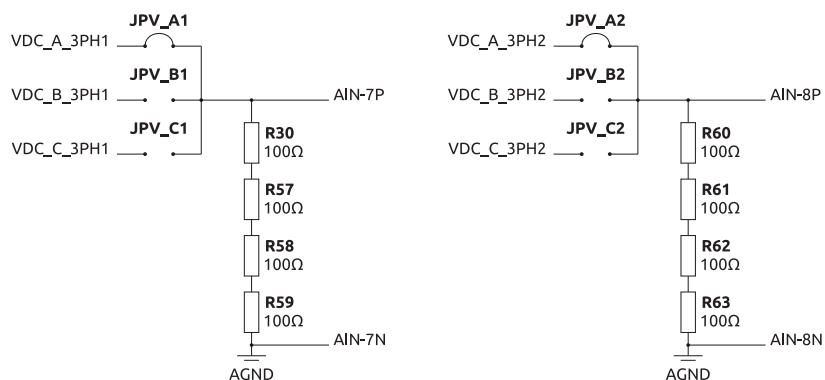 JPV_A1
VDC_A_3PH1
JPV_B1
VDC_B_3PH1
AIN-7P
JPV_C1
VDC_C_3PH1
R30
100Ω
R57
100Ω
R58
100Ω
R59
100Ω
AIN-7N
AGND
JPV_A2
VDC_A_3PH2
JPV_B2
VDC_B_3PH2
AIN-8P
JPV_C2
VDC_C_3PH2
R60
100Ω
R61
100Ω
R62
100Ω
R63
100Ω
AIN-8N
AGND